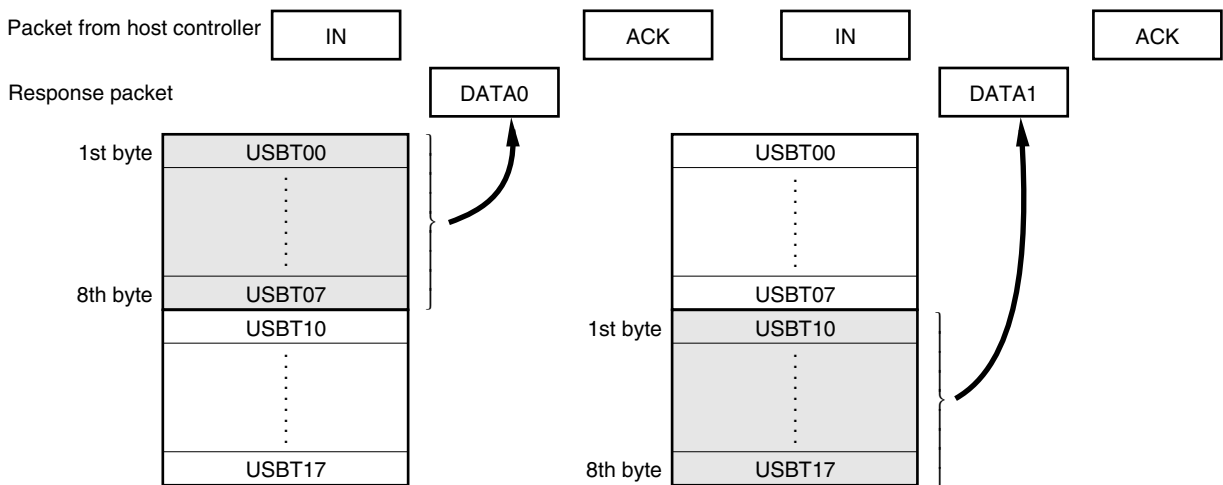 Packet from host controller IN ACK IN ACK
Response packet DATA0 DATA1
1st byte USBT00 USBT00
8th byte USBT07 USBT07
USBT10 1st byte USBT10
USBT17 8th byte USBT17